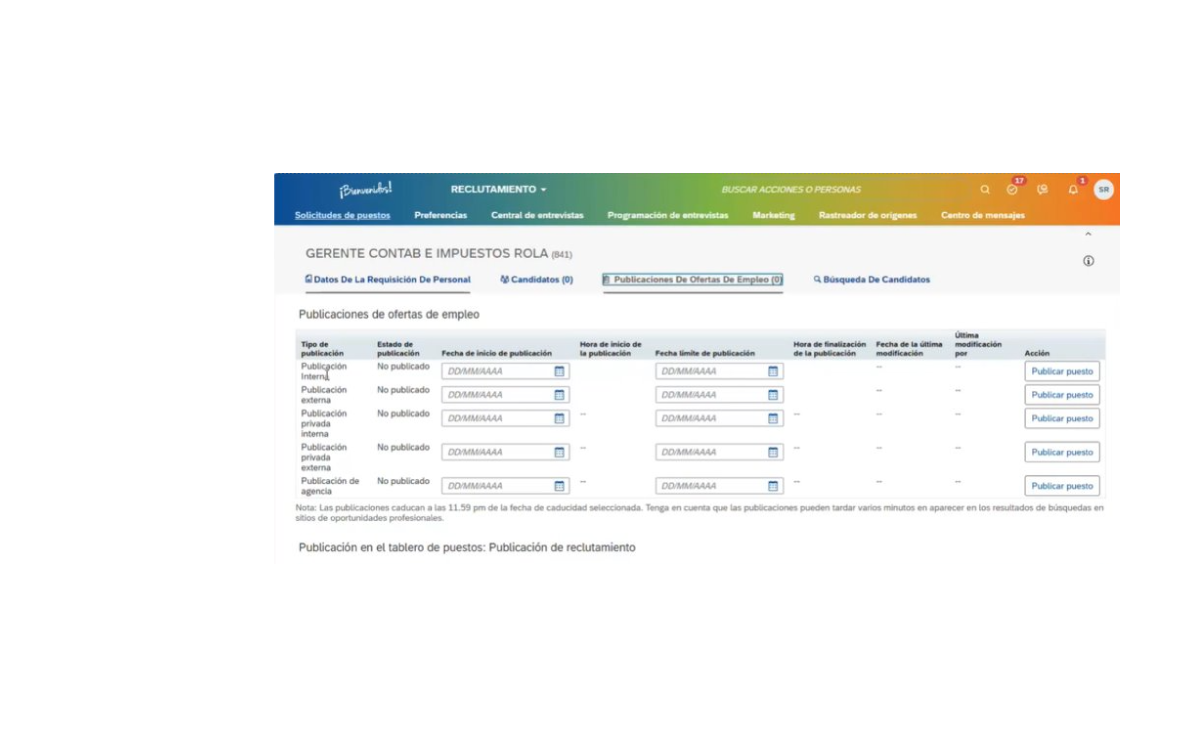 ¡Bienvenidos! RECLUTAMIENTO BUSCAR ACCIONES O PERSONAS 17 1 SR
Solicitudes de puestos Preferencias Central de entrevistas Programación de entrevistas Marketing Rastreador de orígenes Centro de mensajes
GERENTE CONTAB E IMPUESTOS ROLA (841)
Datos De La Requisición De Personal Candidatos (0) Publicaciones De Ofertas De Empleo (0) Búsqueda De Candidatos
Publicaciones de ofertas de empleo
Tipo de publicación Estado de publicación Fecha de inicio de publicación Hora de inicio de la publicación Fecha límite de publicación Hora de finalización de la publicación Fecha de la última modificación Última modificación por Acción
Publicación Interna No publicado DD/MM/AAAA DD/MM/AAAA -- -- Publicar puesto
Publicación externa No publicado DD/MM/AAAA DD/MM/AAAA -- -- Publicar puesto
Publicación privada interna No publicado DD/MM/AAAA -- DD/MM/AAAA -- -- -- Publicar puesto
Publicación privada externa No publicado DD/MM/AAAA -- DD/MM/AAAA -- -- -- Publicar puesto
Publicación de agencia No publicado DD/MM/AAAA -- DD/MM/AAAA -- -- -- Publicar puesto
Nota: Las publicaciones caducan a las 11.59 pm de la fecha de caducidad seleccionada. Tenga en cuenta que las publicaciones pueden tardar varios minutos en aparecer en los resultados de búsquedas en
sitios de oportunidades profesionales.
Publicación en el tablero de puestos: Publicación de reclutamiento